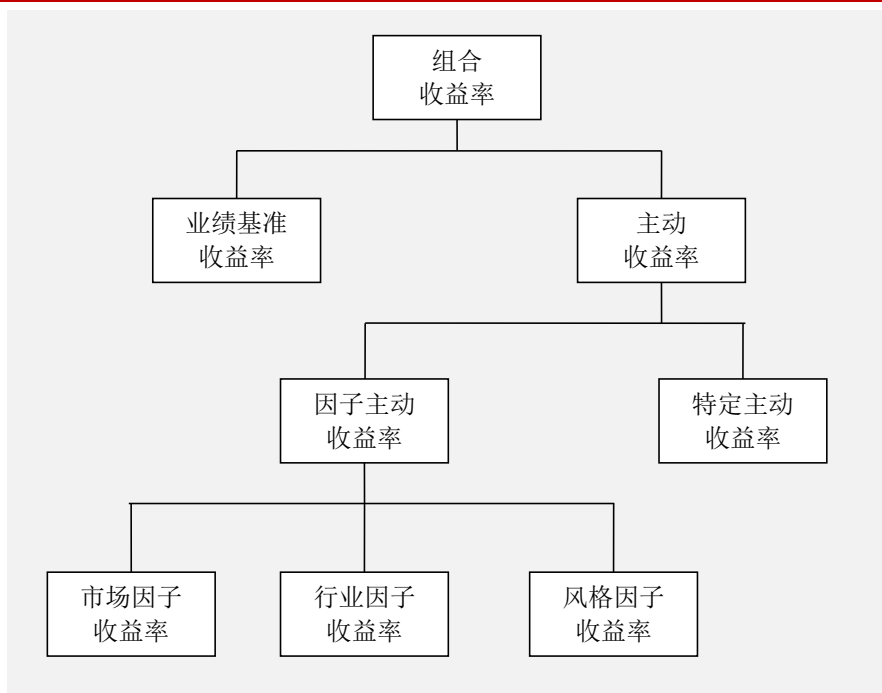 组合
收益率
业绩基准
收益率
主动
收益率
因子主动
收益率
特定主动
收益率
市场因子
收益率
行业因子
收益率
风格因子
收益率